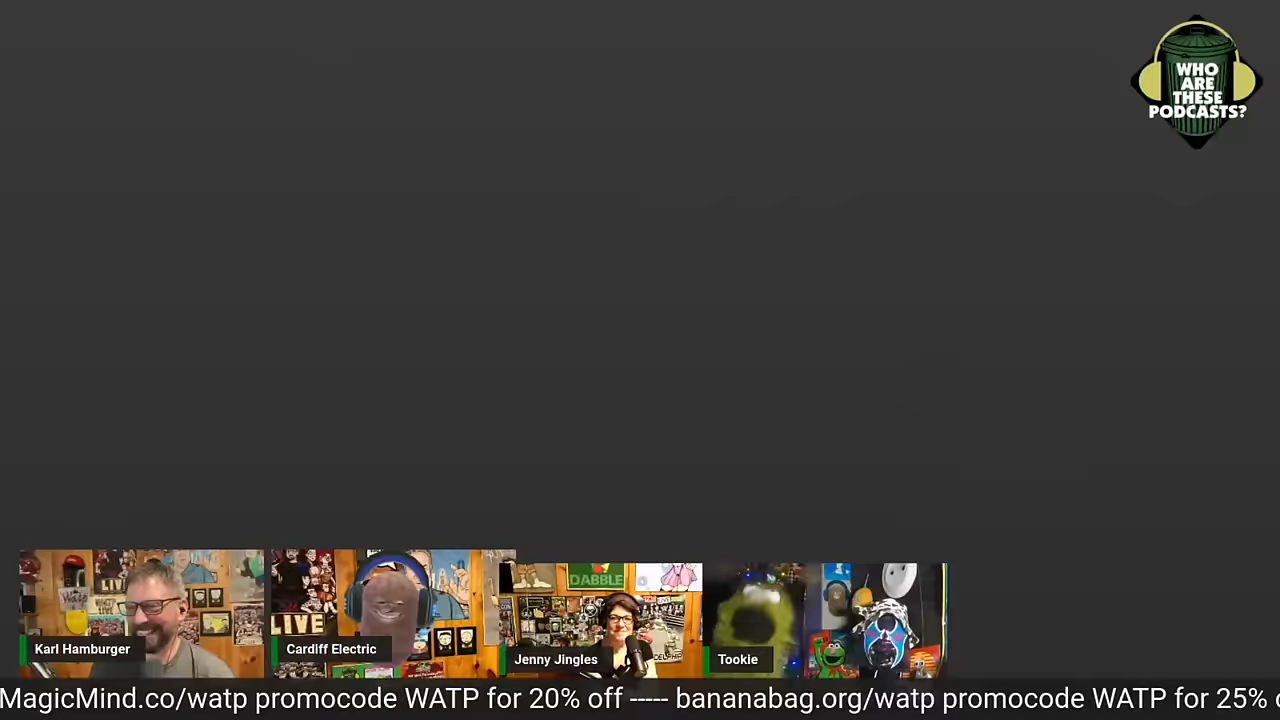 WHO
ARE
THESE
PODCASTS?
LIVE
DABBLE
LIVE
Karl Hamburger
Cardiff Electric
Jenny Jingles
Tookie
MagicMind.co/watp promocode WATP for 20% off ----- bananabag.org/watp promocode WATP for 25%